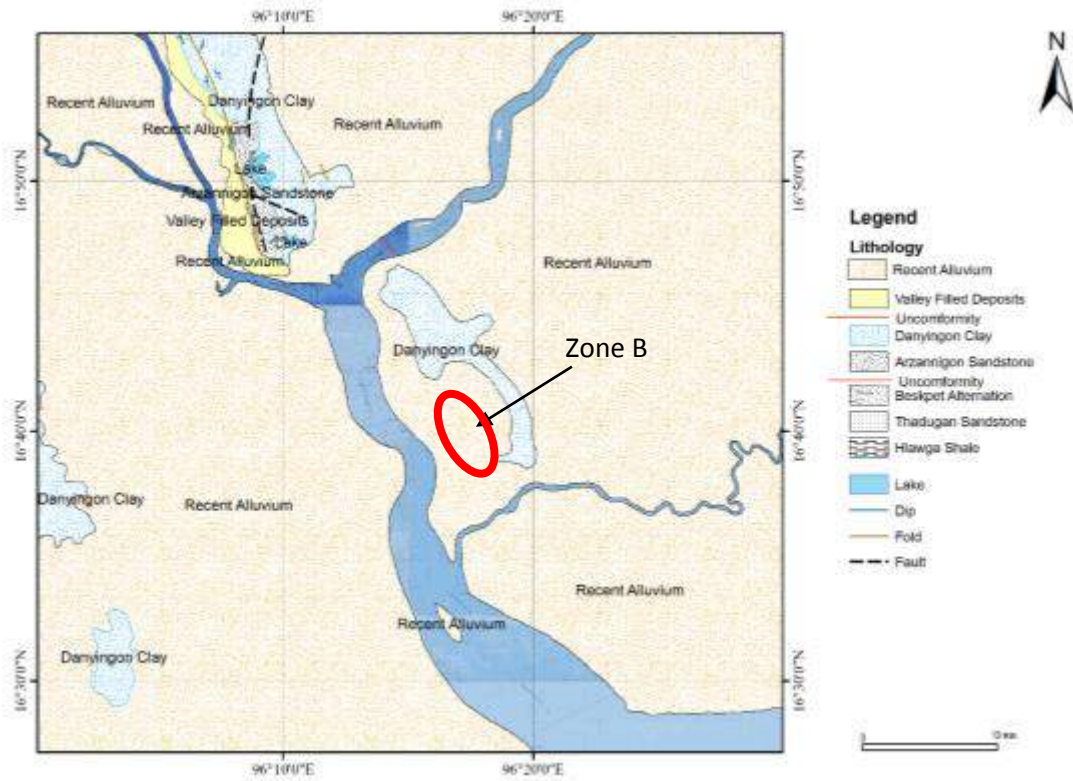 96°10'0"E 96°20'0"E
N
Danyingon Clay
Recent Alluvium
Recent Alluvium
Recent Alluvium
Lake
16°50'0"N
16°50'0"N
Arzannigon Sandstone
Valley Filled Deposits
Lake
Recent Alluvium
Recent Alluvium
Zone B
Danyingon Clay
16°40'0"N
16°40'0"N
Danyingon Clay
Recent Alluvium
Recent Alluvium
Recent Alluvium
Danyingon Clay
16°30'0"N
16°30'0"N
96°10'0"E 96°20'0"E
Legend
Lithology
Recent Alluvium
Valley Filled Deposits
Uncomformity
Danyingon Clay
Arzannigon Sandstone
Uncomformity
Beskpet Alternation
Thadugan Sandstone
Hlawga Shale
Lake
Dip
Fold
Fault